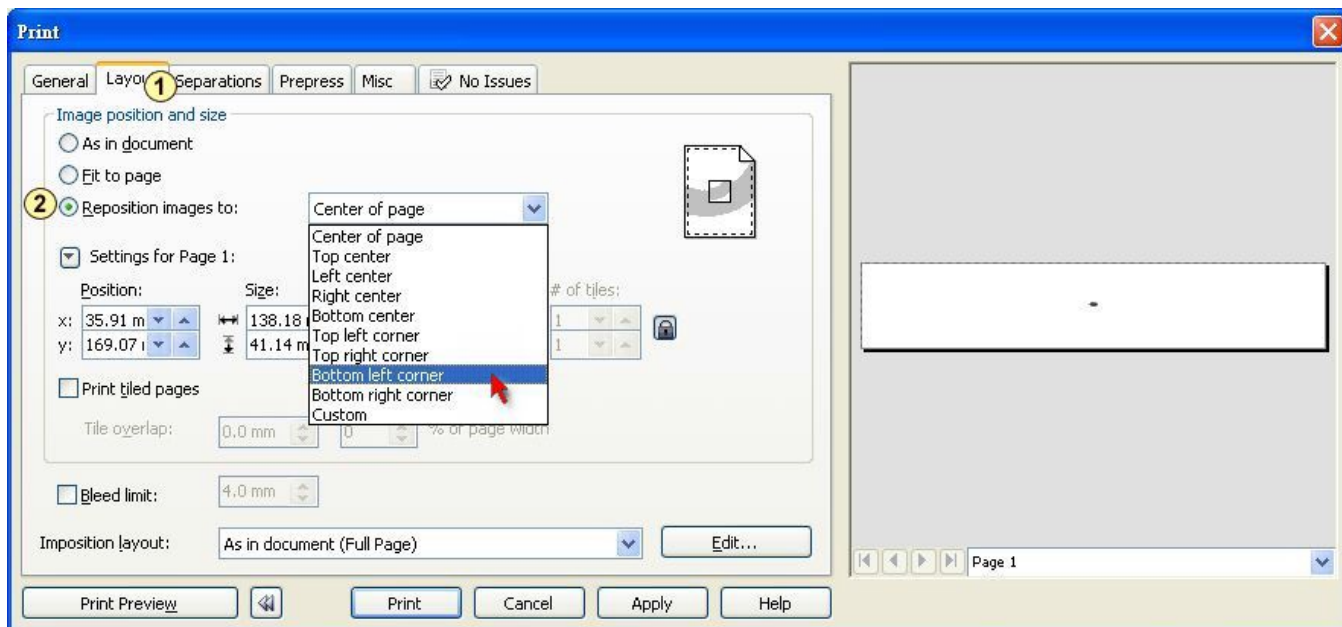 Print
General Layou 1 Separations Prepress Misc No Issues
Image position and size
As in document
Fit to page
2 Reposition images to: Center of page
Center of page
Top center
Left center
Right center
Bottom center
Top left corner
Top right corner
Bottom left corner
Bottom right corner
Custom
Settings for Page 1:
Position: Size: # of tiles:
x: 35.91 m 138.18 1
y: 169.07 41.14 m 1
Print tiled pages
Tile overlap: 0.0 mm 0 % of page width
Bleed limit: 4.0 mm
Imposition layout: As in document (Full Page) Edit...
Page 1
Print Preview Print Cancel Apply Help